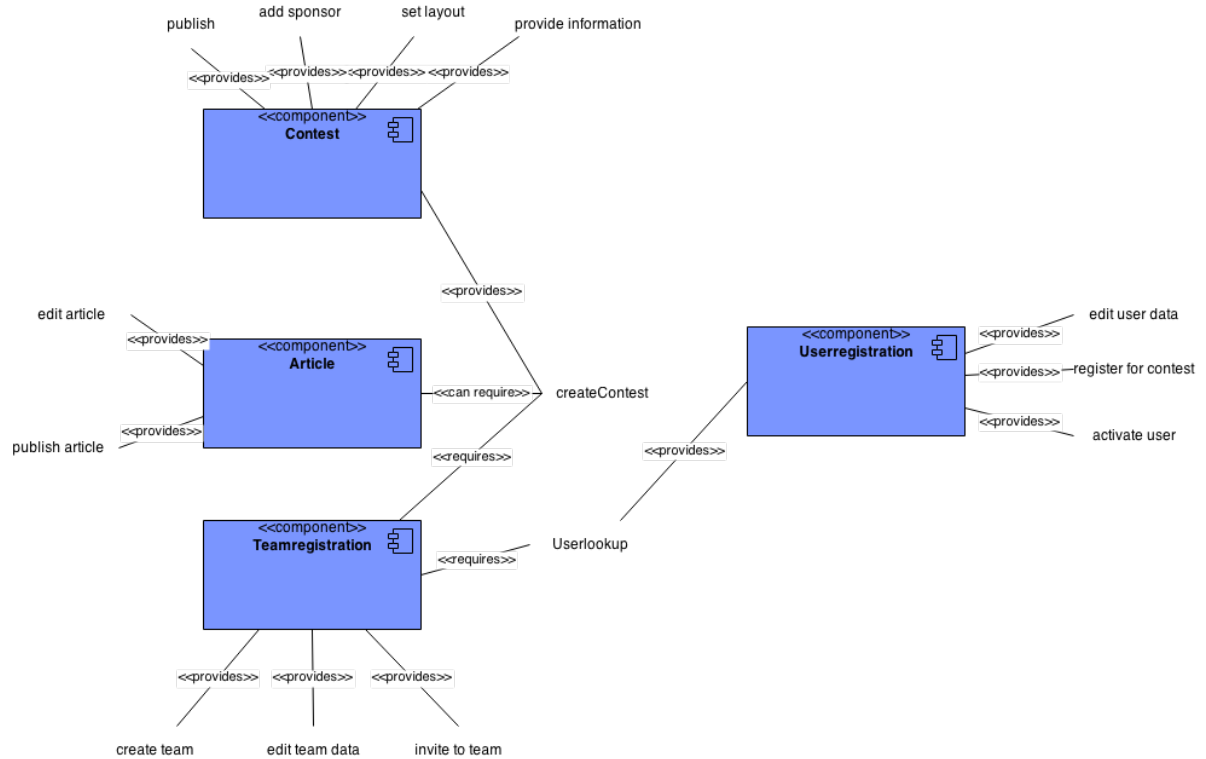 publish
add sponsor
set layout
provide information
<<provides>>
<<provides>>
<<provides>>
<<provides>>
<<component>>
Contest
<<provides>>
edit article
<<provides>>
<<component>>
Article
<<can require>>
createContest
<<provides>>
publish article
<<requires>>
<<component>>
Userregistration
edit user data
<<provides>>
register for contest
<<provides>>
<<provides>>
activate user
<<provides>>
<<component>>
Teamregistration
<<requires>>
Userlookup
<<provides>>
<<provides>>
<<provides>>
create team
edit team data
invite to team